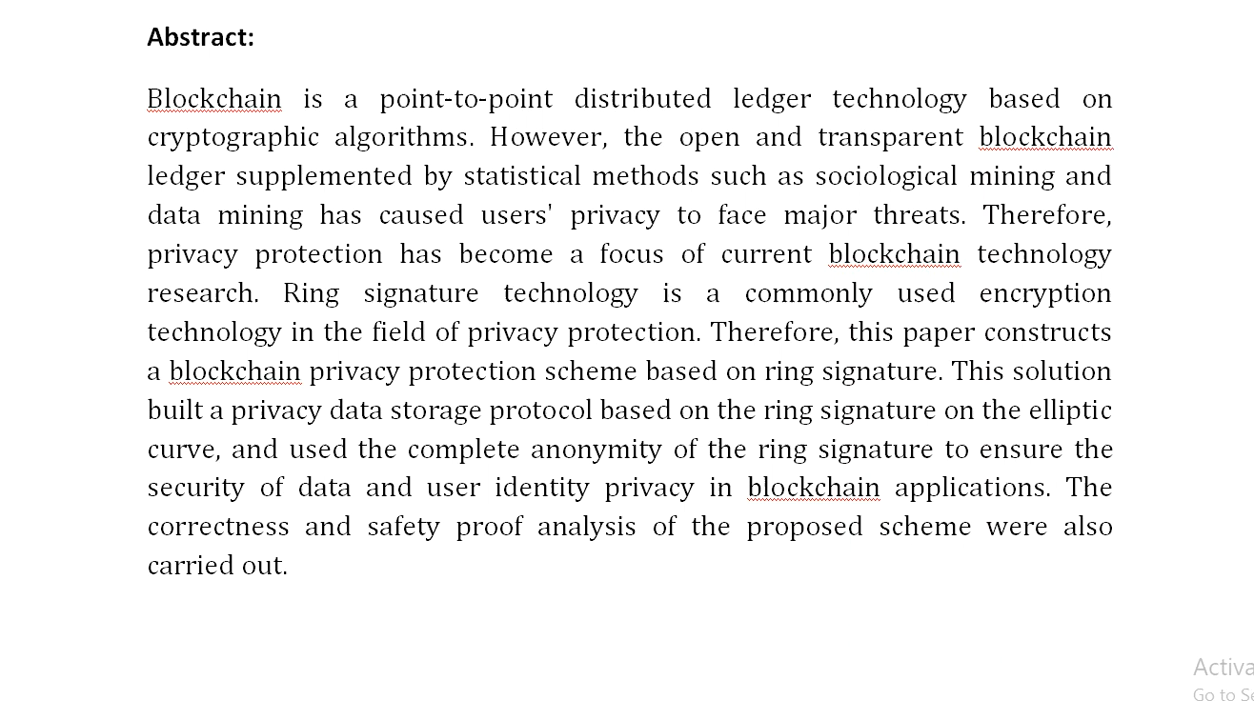 Abstract:
Blockchain is a point-to-point distributed ledger technology based on
cryptographic algorithms. However, the open and transparent blockchain
ledger supplemented by statistical methods such as sociological mining and
data mining has caused users' privacy to face major threats. Therefore,
privacy protection has become a focus of current blockchain technology
research. Ring signature technology is a commonly used encryption
technology in the field of privacy protection. Therefore, this paper constructs
a blockchain privacy protection scheme based on ring signature. This solution
built a privacy data storage protocol based on the ring signature on the elliptic
curve, and used the complete anonymity of the ring signature to ensure the
security of data and user identity privacy in blockchain applications. The
correctness and safety proof analysis of the proposed scheme were also
carried out.
Activa
Go to Se